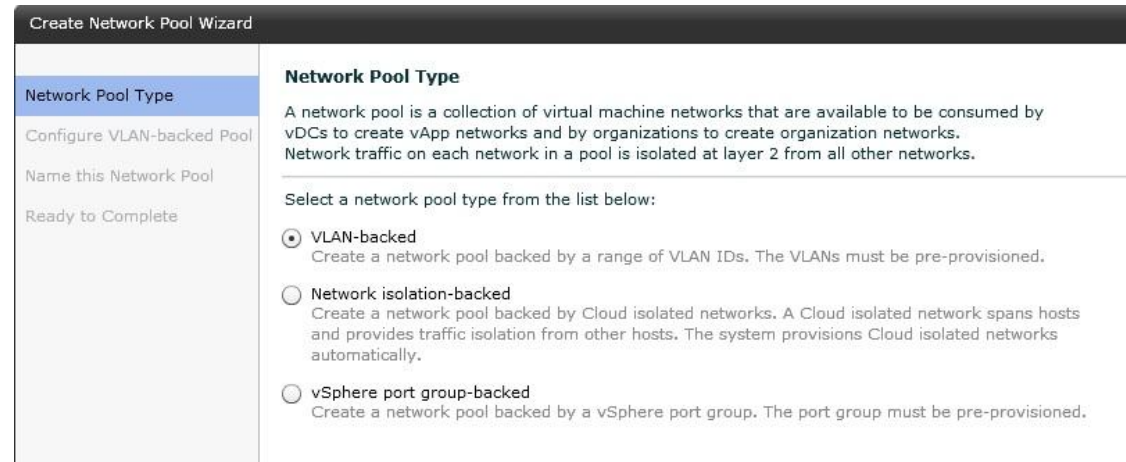 Create Network Pool Wizard
Network Pool Type
Configure VLAN-backed Pool
Name this Network Pool
Ready to Complete
Network Pool Type
A network pool is a collection of virtual machine networks that are available to be consumed by
vDCs to create vApp networks and by organizations to create organization networks.
Network traffic on each network in a pool is isolated at layer 2 from all other networks.
Select a network pool type from the list below:
VLAN-backed
Create a network pool backed by a range of VLAN IDs. The VLANs must be pre-provisioned.
Network isolation-backed
Create a network pool backed by Cloud isolated networks. A Cloud isolated network spans hosts
and provides traffic isolation from other hosts. The system provisions Cloud isolated networks
automatically.
vSphere port group-backed
Create a network pool backed by a vSphere port group. The port group must be pre-provisioned.